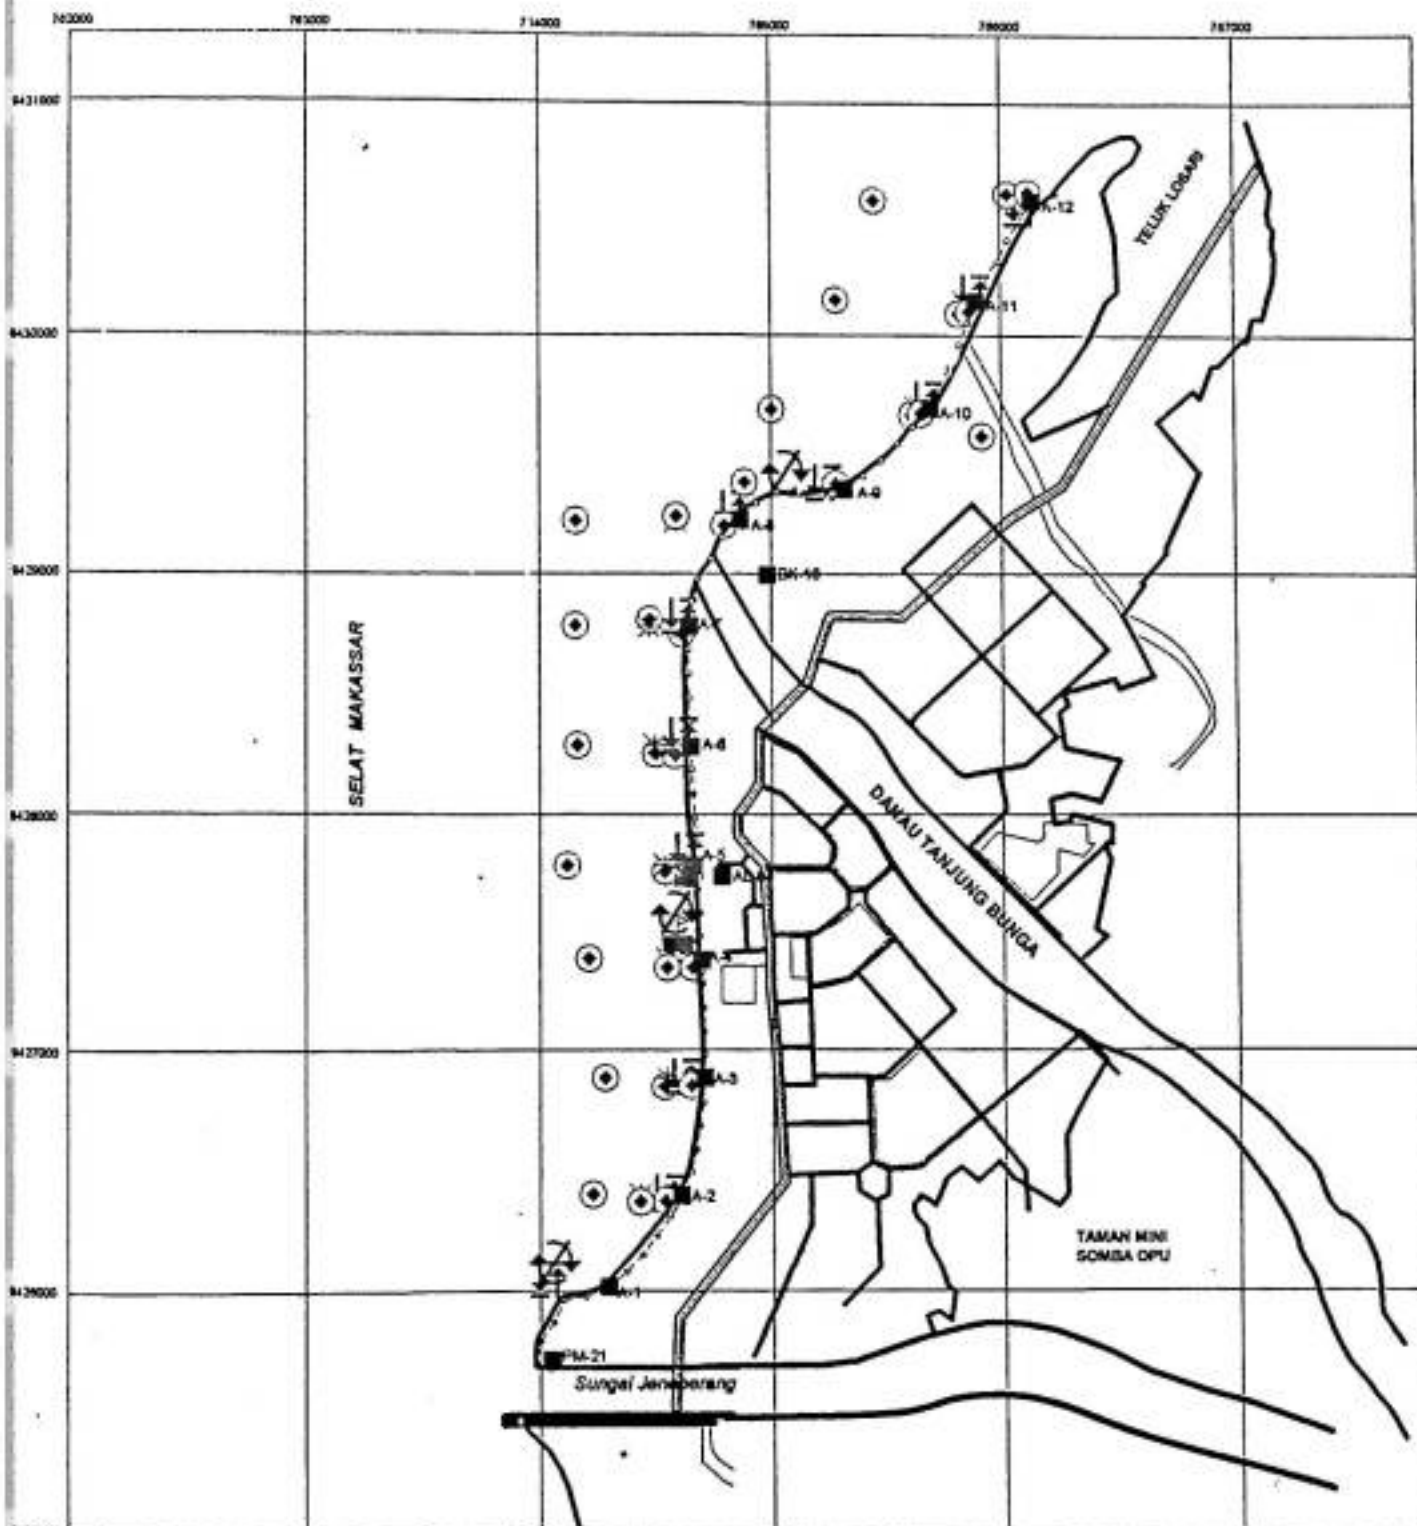 763000
714000
765000
766000
767000
9431000
TELUK LOSARI
K-12
A-11
9430000
A-10
A-9
A-8
9429000
BK-16
A-7
SELAT MAKASSAR
A-6
9428000
DANAU TANJUNG BUNGA
A-5
A-4
9427000
A-3
A-2
TAMAN MINI
SOMBA OPU
A-1
PM-21
Sungai Jeneberang